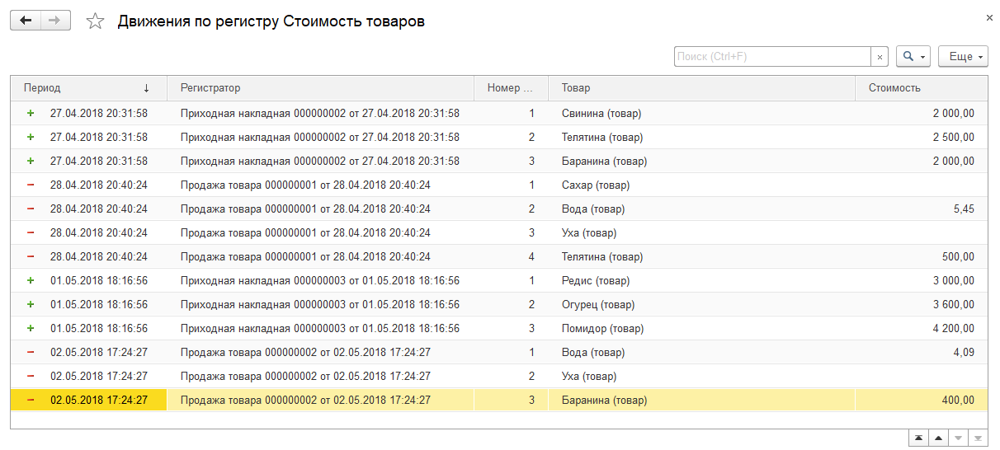 Движения по регистру Стоимость товаров
Поиск (Ctrl+F)
Еще
Период Регистратор Номер ... Товар Стоимость
27.04.2018 20:31:58 Приходная накладная 000000002 от 27.04.2018 20:31:58 1 Свинина (товар) 2 000,00
27.04.2018 20:31:58 Приходная накладная 000000002 от 27.04.2018 20:31:58 2 Телятина (товар) 2 500,00
27.04.2018 20:31:58 Приходная накладная 000000002 от 27.04.2018 20:31:58 3 Баранина (товар) 2 000,00
28.04.2018 20:40:24 Продажа товара 000000001 от 28.04.2018 20:40:24 1 Сахар (товар)
28.04.2018 20:40:24 Продажа товара 000000001 от 28.04.2018 20:40:24 2 Вода (товар) 5,45
28.04.2018 20:40:24 Продажа товара 000000001 от 28.04.2018 20:40:24 3 Уха (товар)
28.04.2018 20:40:24 Продажа товара 000000001 от 28.04.2018 20:40:24 4 Телятина (товар) 500,00
01.05.2018 18:16:56 Приходная накладная 000000003 от 01.05.2018 18:16:56 1 Редис (товар) 3 000,00
01.05.2018 18:16:56 Приходная накладная 000000003 от 01.05.2018 18:16:56 2 Огурец (товар) 3 600,00
01.05.2018 18:16:56 Приходная накладная 000000003 от 01.05.2018 18:16:56 3 Помидор (товар) 4 200,00
02.05.2018 17:24:27 Продажа товара 000000002 от 02.05.2018 17:24:27 1 Вода (товар) 4,09
02.05.2018 17:24:27 Продажа товара 000000002 от 02.05.2018 17:24:27 2 Уха (товар)
02.05.2018 17:24:27 Продажа товара 000000002 от 02.05.2018 17:24:27 3 Баранина (товар) 400,00